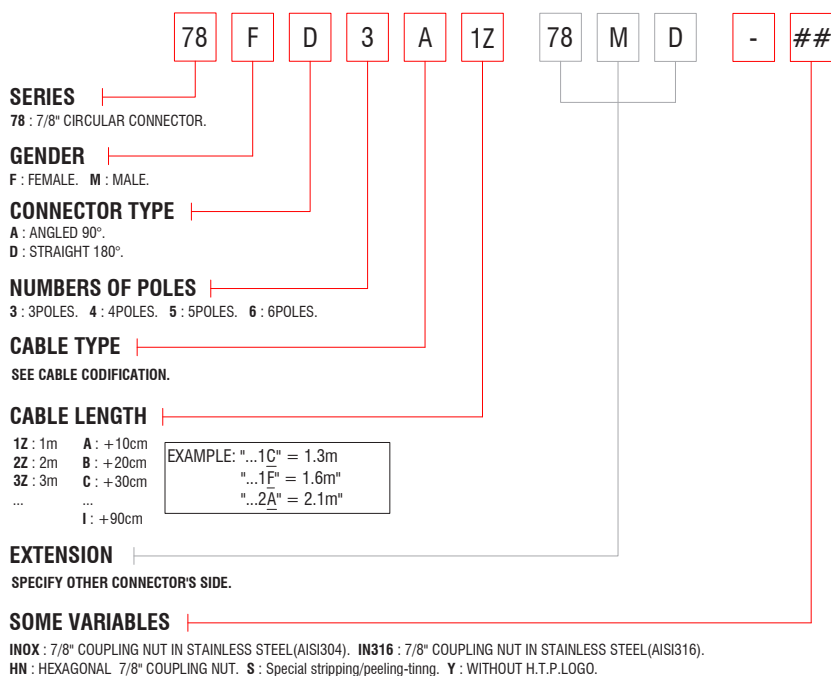 78 F D 3 A 1Z 78 M D - ##
SERIES
78 : 7/8" CIRCULAR CONNECTOR.
GENDER
F : FEMALE. M : MALE.
CONNECTOR TYPE
A : ANGLED 90°.
D : STRAIGHT 180°.
NUMBERS OF POLES
3 : 3POLES. 4 : 4POLES. 5 : 5POLES. 6 : 6POLES.
CABLE TYPE
SEE CABLE CODIFICATION.
CABLE LENGTH
1Z : 1m A : +10cm
2Z : 2m B : +20cm
3Z : 3m C : +30cm
... ...
I : +90cm
EXAMPLE: "...1C" = 1.3m
"...1F" = 1.6m"
"...2A" = 2.1m"
EXTENSION
SPECIFY OTHER CONNECTOR'S SIDE.
SOME VARIABLES
INOX : 7/8" COUPLING NUT IN STAINLESS STEEL(AISI304). IN316 : 7/8" COUPLING NUT IN STAINLESS STEEL(AISI316).
HN : HEXAGONAL 7/8" COUPLING NUT. S : Special stripping/peeling-tinng. Y : WITHOUT H.T.P.LOGO.